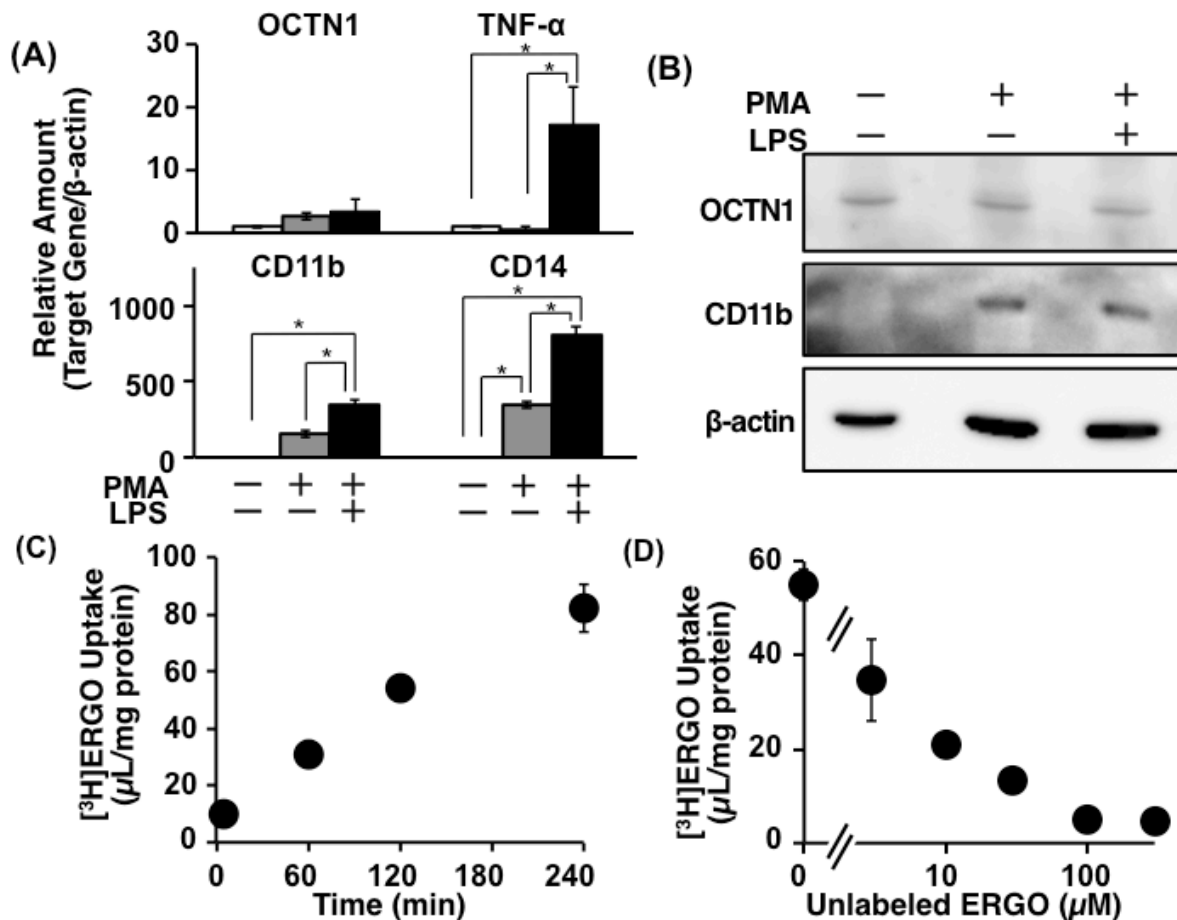 (A)
OCTN1
TNF-α
Relative Amount
(Target Gene/β-actin)
30
20
10
0
*
*
CD11b
CD14
1000
500
0
*
*
*
*
*
PMA − + + − + +
LPS − − + − − +
(B)
PMA − + +
LPS − − +
OCTN1
CD11b
β-actin
(C)
[³H]ERGO Uptake
(µL/mg protein)
100
80
60
40
20
0
0 60 120 180 240
Time (min)
(D)
[³H]ERGO Uptake
(µL/mg protein)
60
40
20
0
0 10 100
Unlabeled ERGO (µM)